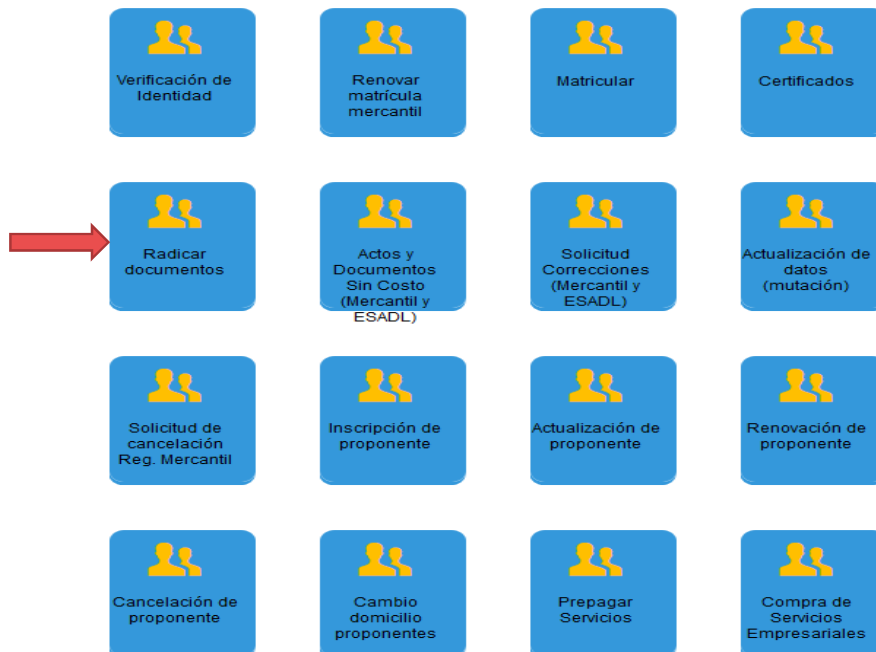 Verificación de
Identidad
Renovar
matrícula
mercantil
Matricular
Certificados
Radicar
documentos
Actos y
Documentos
Sin Costo
(Mercantil y
ESADL)
Solicitud
Correcciones
(Mercantil y
ESADL)
Actualización de
datos
(mutación)
Solicitud de
cancelación
Reg. Mercantil
Inscripción de
proponente
Actualización de
proponente
Renovación de
proponente
Cancelación de
proponente
Cambio
domicilio
proponentes
Prepagar
Servicios
Compra de
Servicios
Empresariales